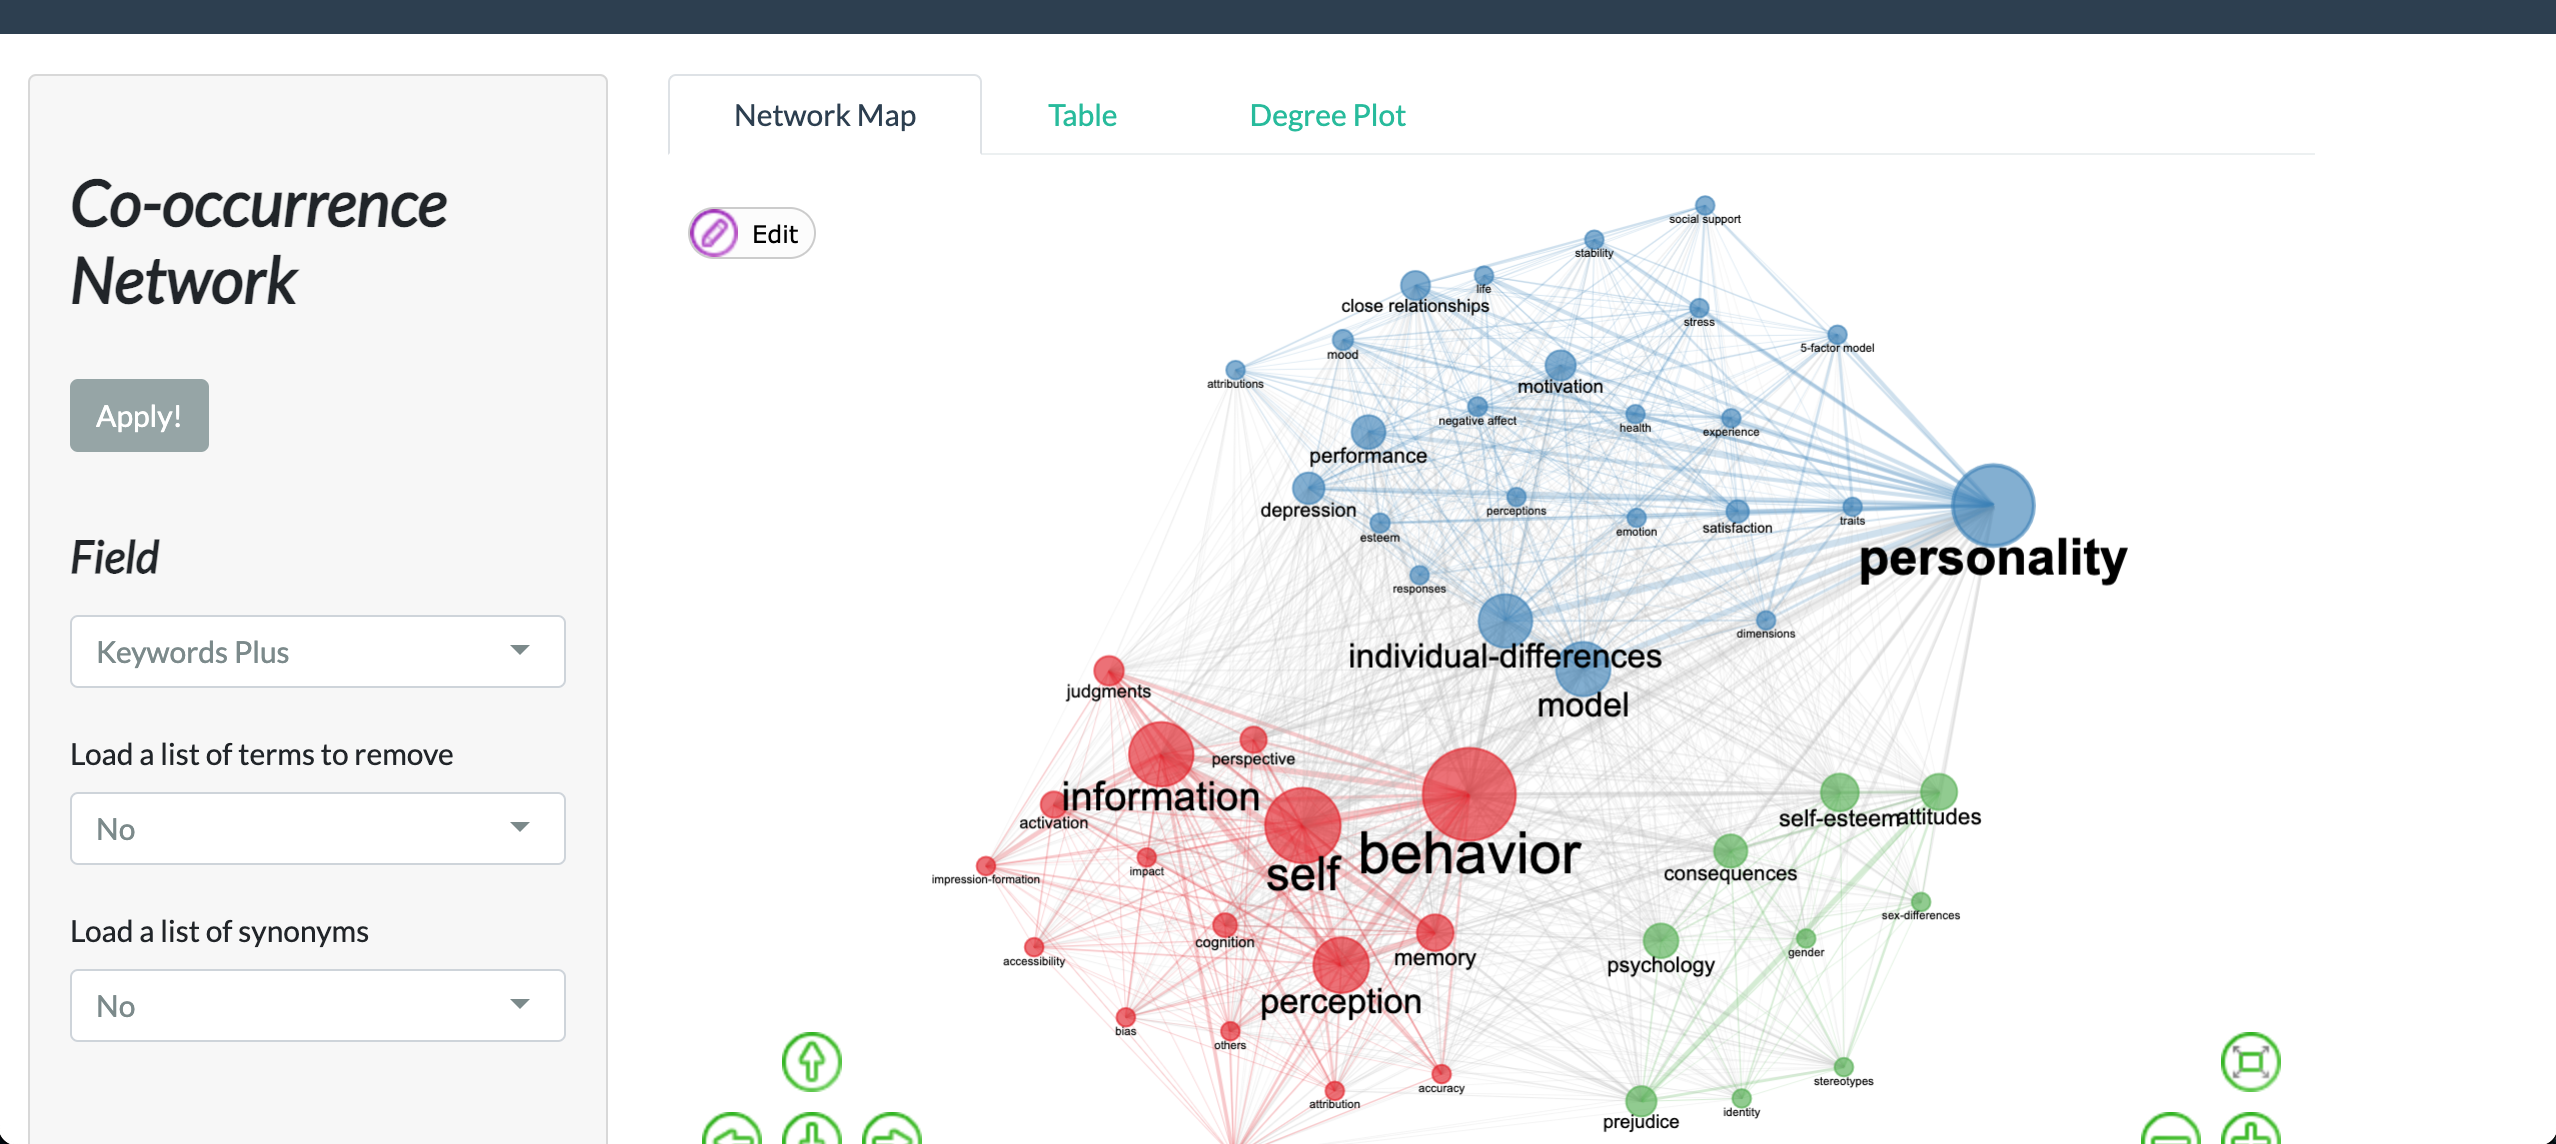 Co-occurrence
Network
Apply!
Field
Keywords Plus
Load a list of terms to remove
No
Load a list of synonyms
No
Network Map
Table
Degree Plot
Edit
social support
stability
life
close relationships
stress
mood
5-factor model
attributions
motivation
negative affect
health
experience
performance
depression
perceptions
satisfaction
traits
emotion
esteem
personality
responses
dimensions
individual-differences
model
judgments
perspective
information
activation
self-esteem
attitudes
behavior
self
impact
consequences
impression-formation
sex-differences
cognition
memory
gender
accessibility
psychology
perception
bias
others
stereotypes
accuracy
attribution
identity
prejudice